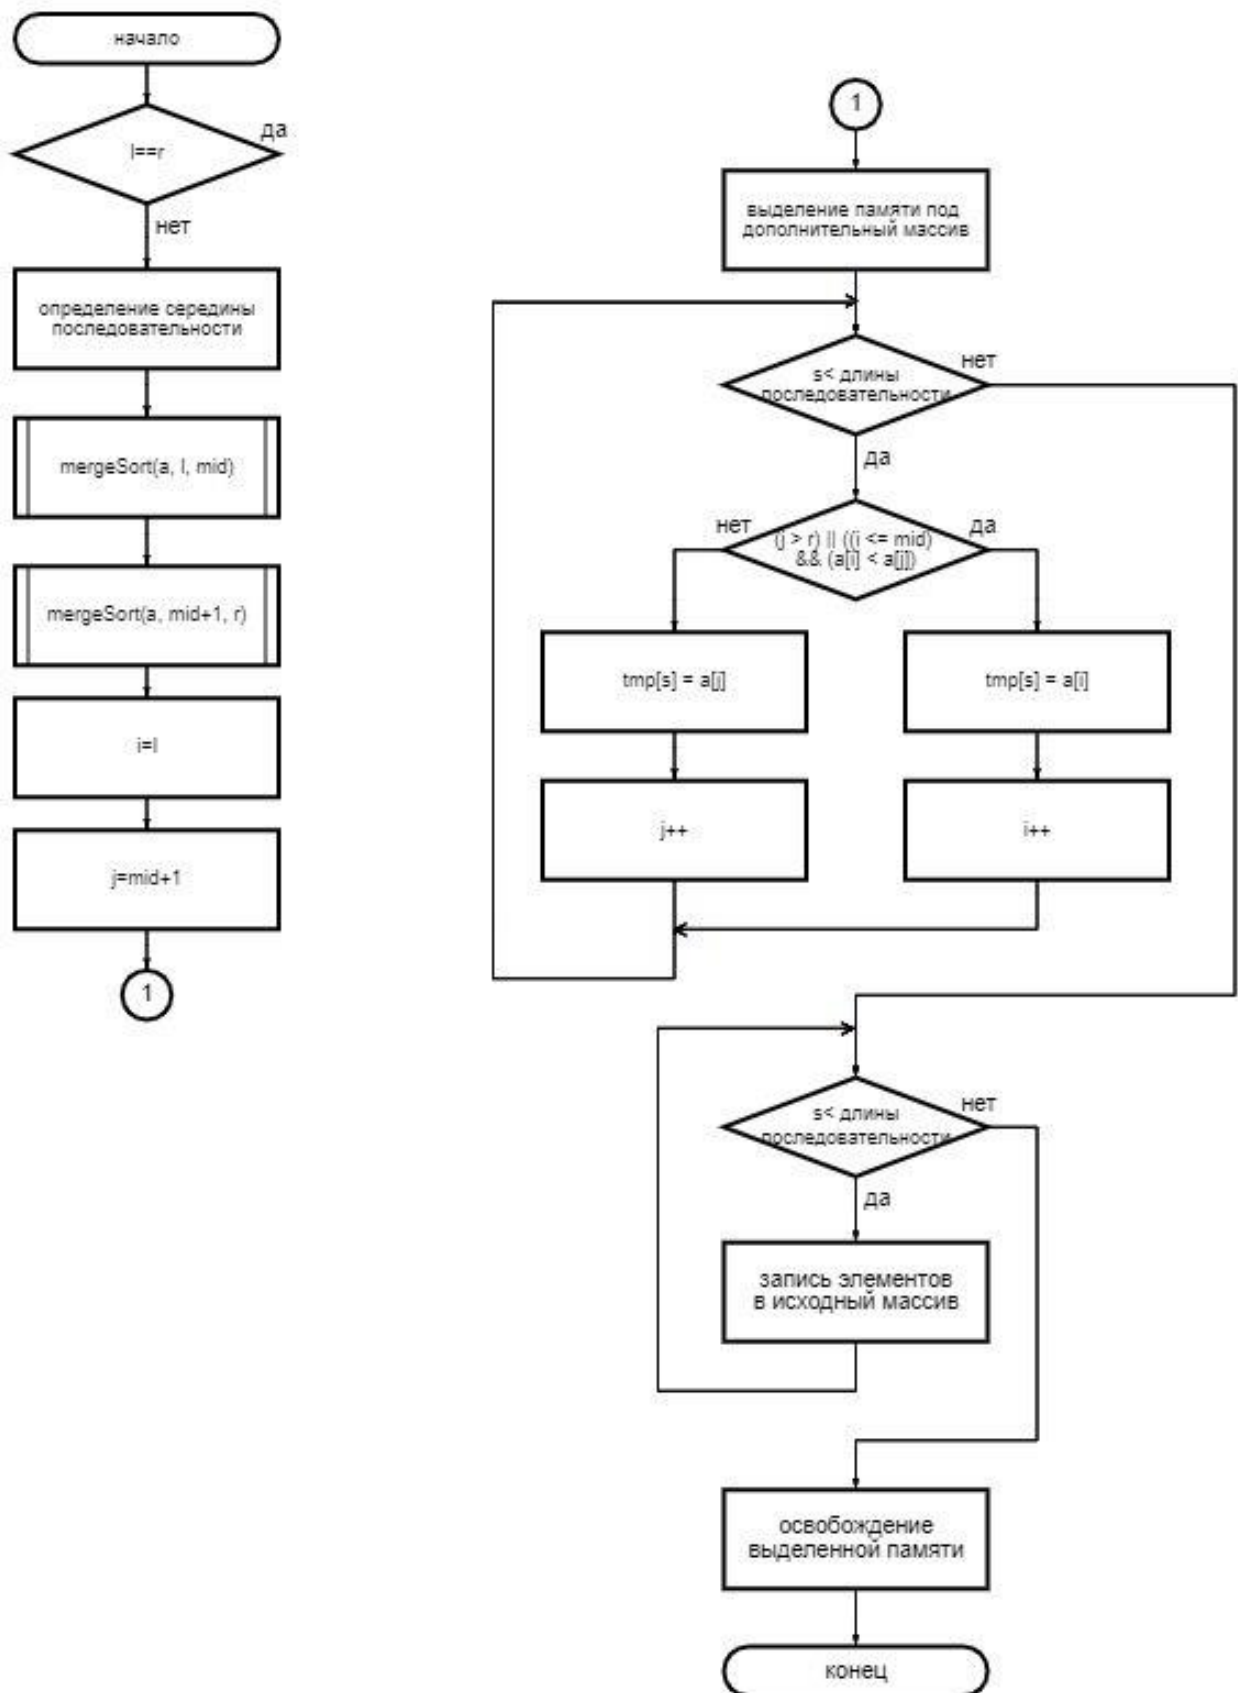 начало
l==r
да
нет
определение середины
последовательности
mergeSort(a, l, mid)
mergeSort(a, mid+1, r)
i=l
j=mid+1
1
1
выделение памяти под
дополнительный массив
s< длины
последовательности
нет
да
(j > r) || ((i <= mid)
&& (a[i] < a[j]))
нет
да
tmp[s] = a[j]
tmp[s] = a[i]
j++
i++
s< длины
последовательности
нет
да
запись элементов
в исходный массив
освобождение
выделенной памяти
конец